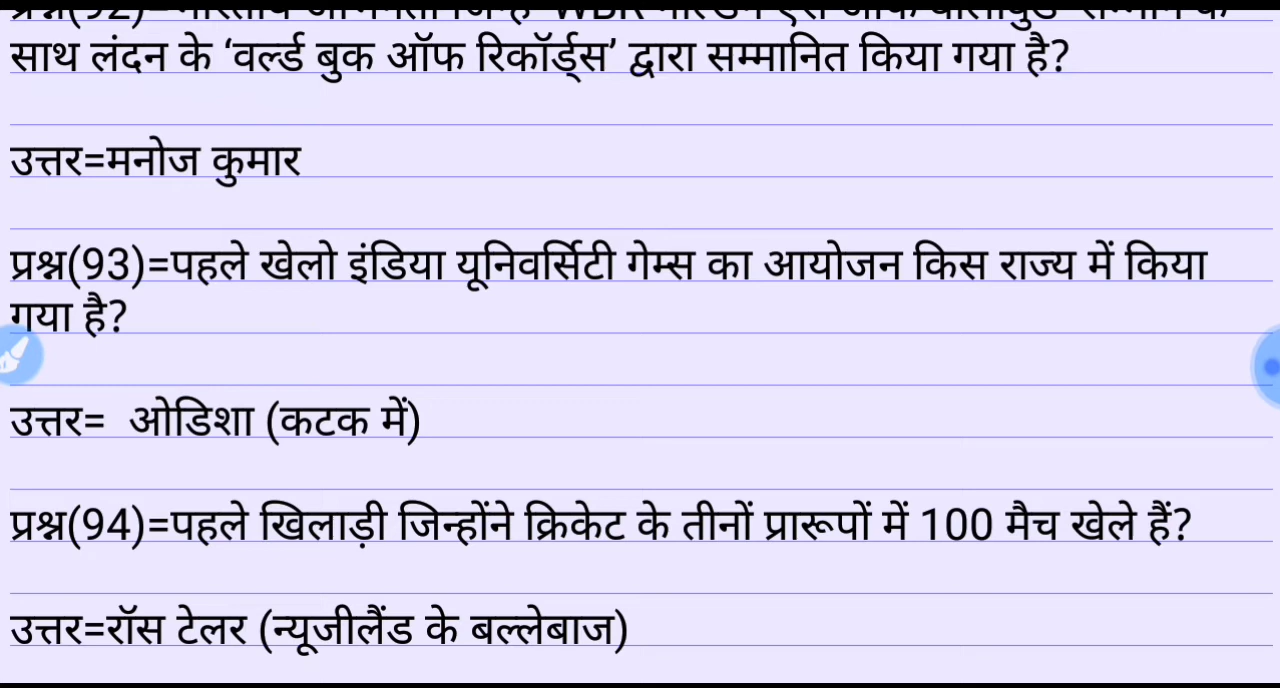 साथ लंदन के ‘वर्ल्ड बुक ऑफ रिकॉर्ड्स’ द्वारा सम्मानित किया गया है?
उत्तर=मनोज कुमार
प्रश्न(93)=पहले खेलो इंडिया यूनिवर्सिटी गेम्स का आयोजन किस राज्य में किया
गया है?
उत्तर= ओडिशा (कटक में)
प्रश्न(94)=पहले खिलाड़ी जिन्होंने क्रिकेट के तीनों प्रारूपों में 100 मैच खेले हैं?
उत्तर=रॉस टेलर (न्यूजीलैंड के बल्लेबाज)